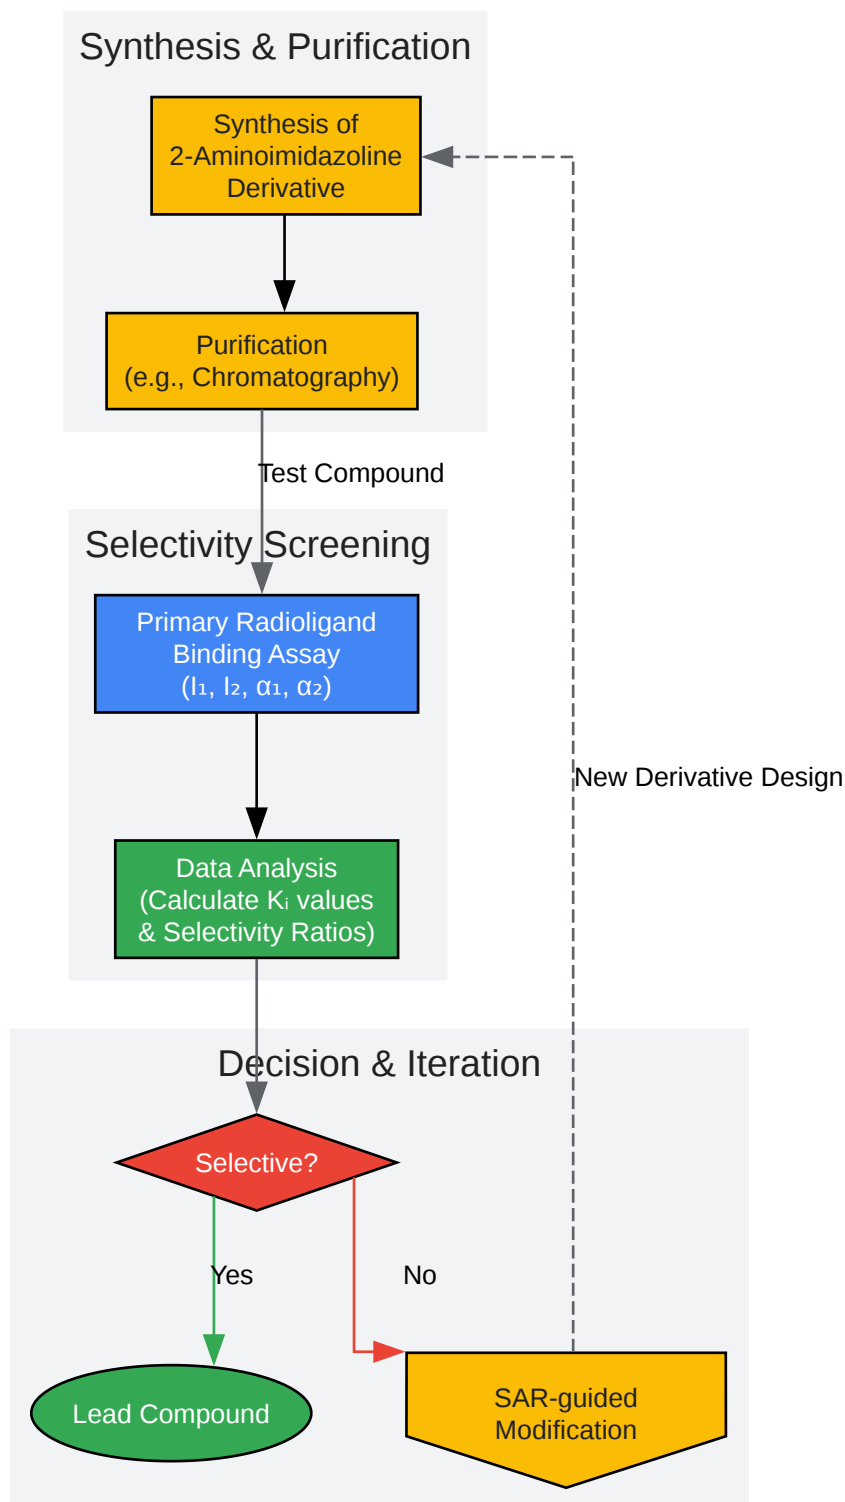 Synthesis & Purification
Synthesis of
2-Aminoimidazoline
Derivative
Purification
(e.g., Chromatography)
Test Compound
Selectivity Screening
Primary Radioligand
Binding Assay
(I₁, I₂, α₁, α₂)
New Derivative Design
Data Analysis
(Calculate Kᵢ values
& Selectivity Ratios)
Decision & Iteration
Selective?
Yes
No
Lead Compound
SAR-guided
Modification